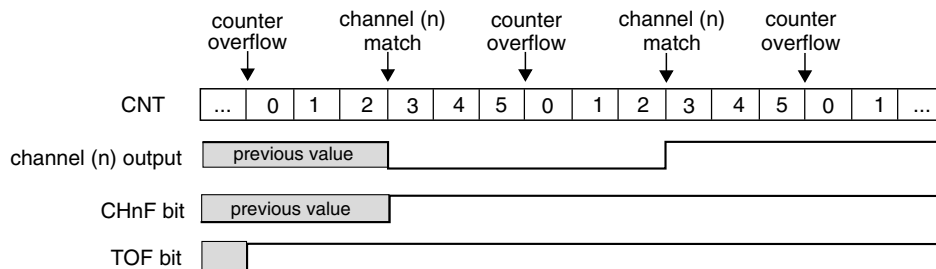 counter overflow
channel (n) match
counter overflow
channel (n) match
counter overflow
CNT ... 0 1 2 3 4 5 0 1 2 3 4 5 0 1 ...
channel (n) output previous value
CHnF bit previous value
TOF bit